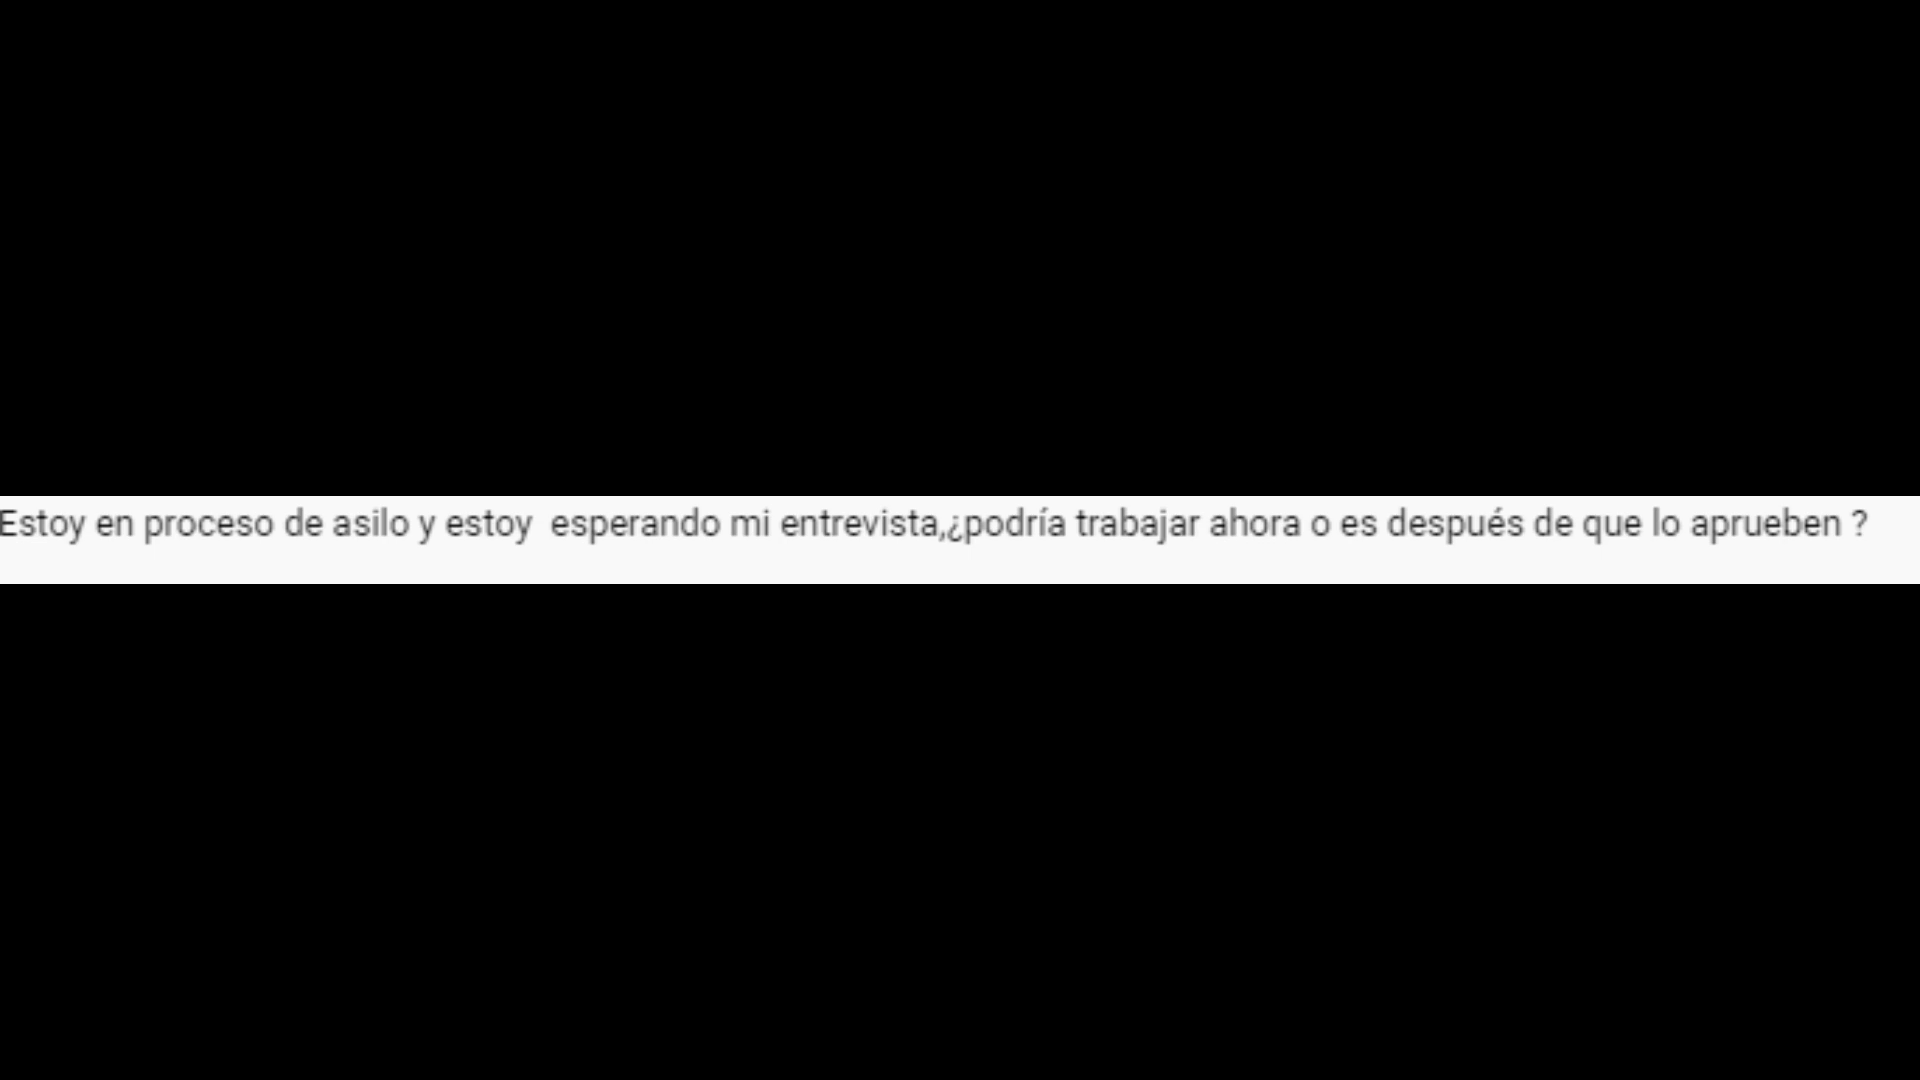 Estoy en proceso de asilo y estoy  esperando mi entrevista,¿podría trabajar ahora o es después de que lo aprueben ?